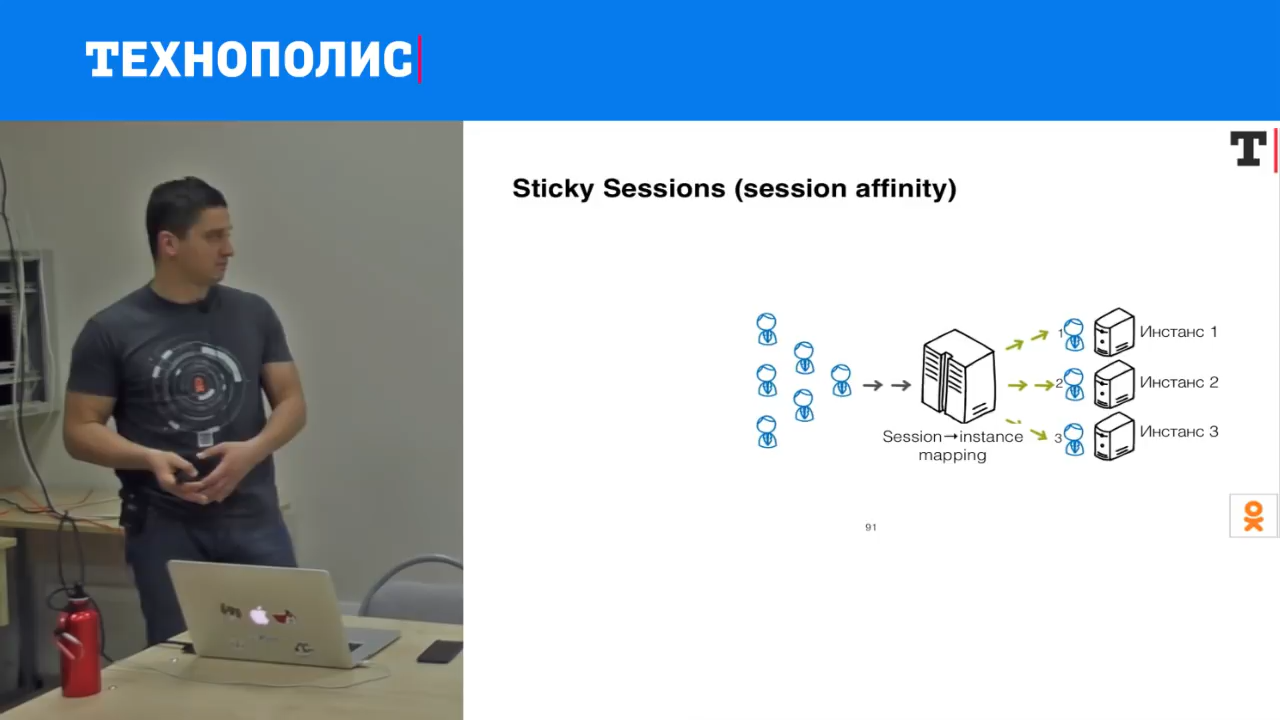 ТЕХНОПОЛИС
T
Sticky Sessions (session affinity)
1
Инстанс 1
2
Инстанс 2
3
Инстанс 3
Session→instance
mapping
91